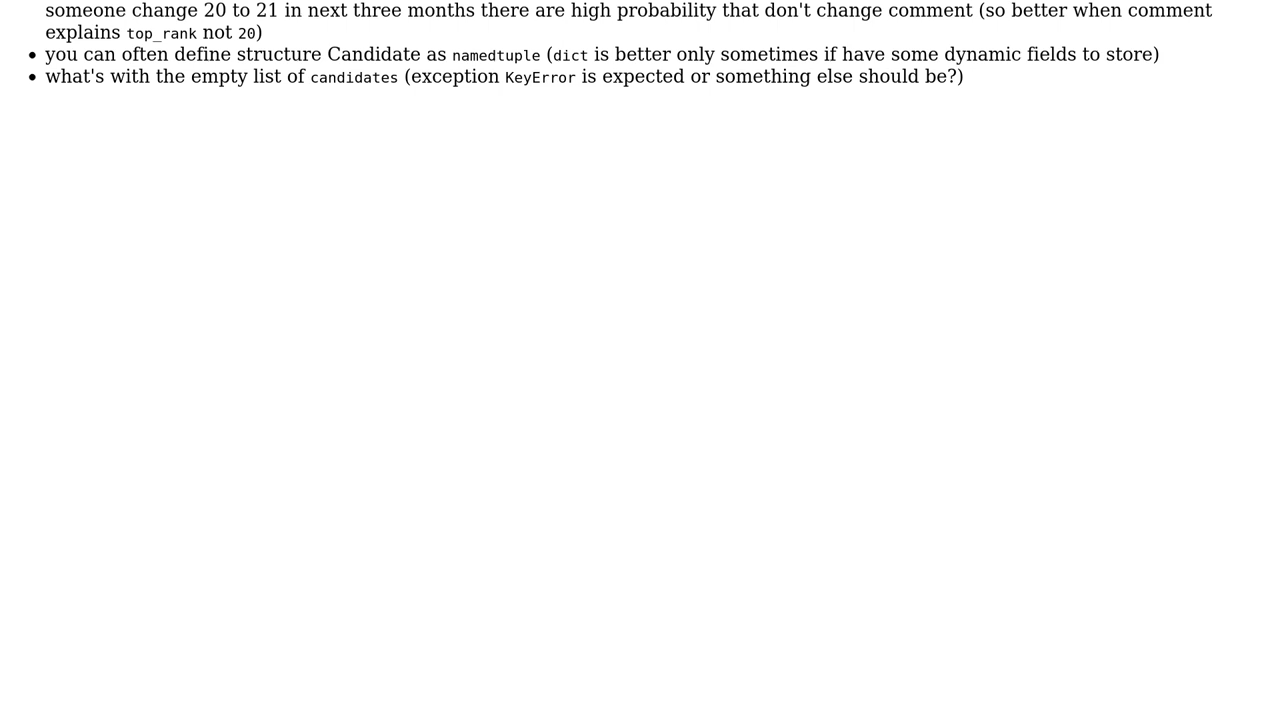 someone change 20 to 21 in next three months there are high probability that don't change comment (so better when comment
explains top_rank not 20)
• you can often define structure Candidate as namedtuple (dict is better only sometimes if have some dynamic fields to store)
• what's with the empty list of candidates (exception KeyError is expected or something else should be?)